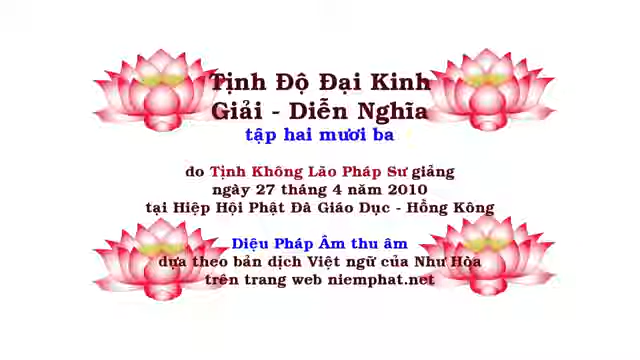 Tịnh Độ Đại Kinh
Giải - Diễn Nghĩa
tập hai mươi ba
do Tịnh Không Lão Pháp Sư giảng
ngày 27 tháng 4 năm 2010
tại Hiệp Hội Phật Đà Giáo Dục - Hồng Kông
Diệu Pháp Âm thu âm
dựa theo bản dịch Việt ngữ của Như Hòa
trên trang web niemphat.net